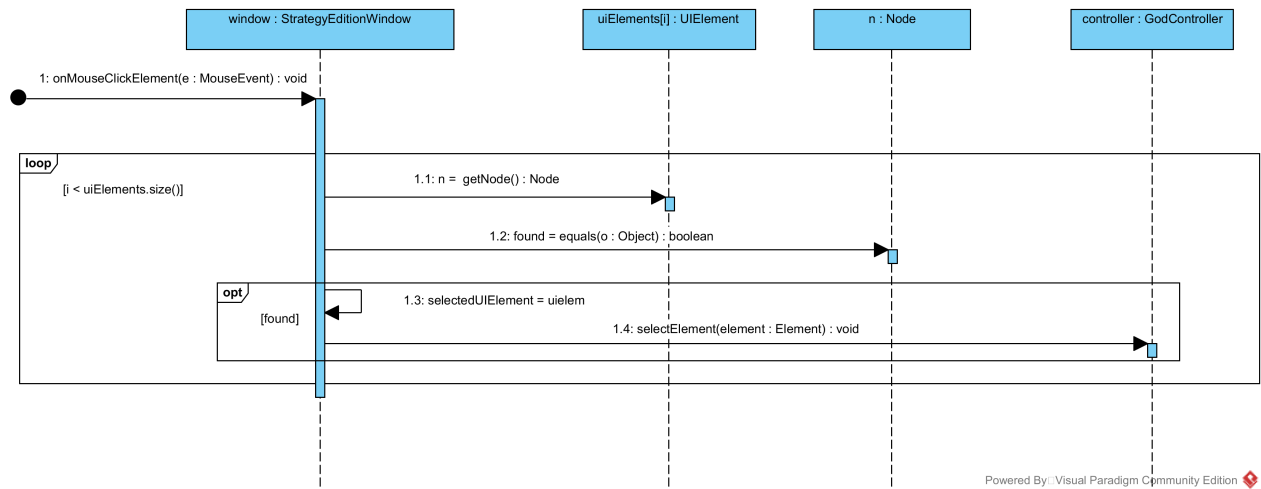 window : StrategyEditionWindow
uiElements[i] : UIElement
n : Node
controller : GodController
1: onMouseClickElement(e : MouseEvent) : void
loop
[i < uiElements.size()]
1.1: n = getNode() : Node
1.2: found = equals(o : Object) : boolean
opt
[found]
1.3: selectedUIElement = uielem
1.4: selectElement(element : Element) : void
Powered By Visual Paradigm Community Edition